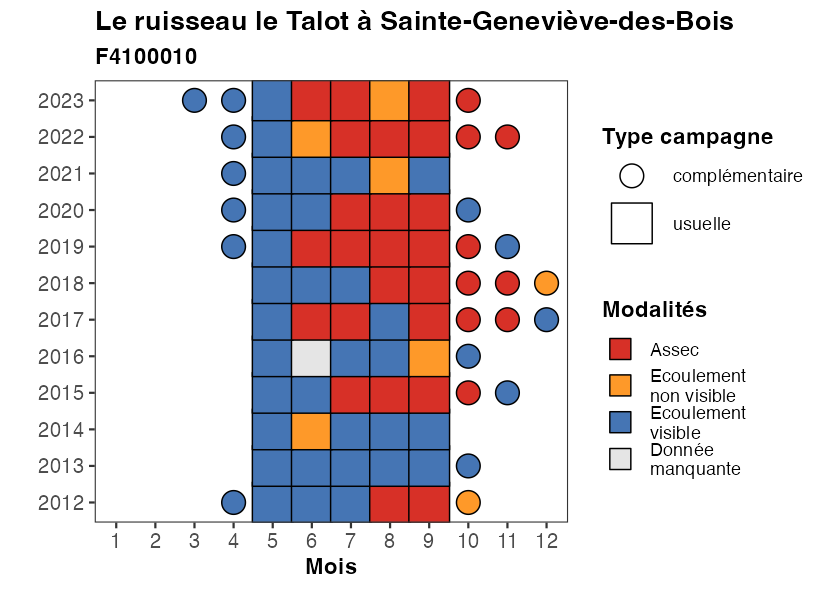 Le ruisseau le Talot à Sainte-Geneviève-des-Bois
F4100010
2023
2022
2021
2020
2019
2018
2017
2016
2015
2014
2013
2012
1 2 3 4 5 6 7 8 9 10 11 12
Mois
Type campagne
complémentaire
usuelle
Modalités
Assec
Ecoulement
non visible
Ecoulement
visible
Donnée
manquante